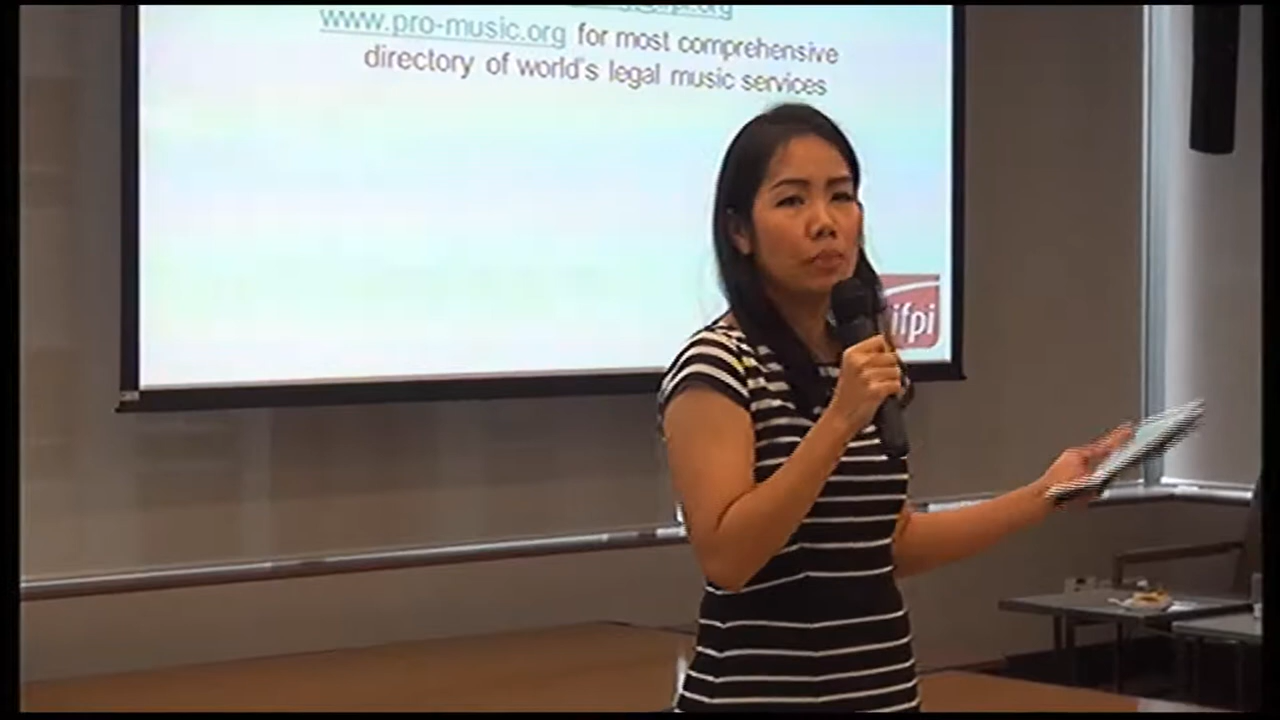 www.pro-music.org for most comprehensive
directory of world's legal music services
ifpi